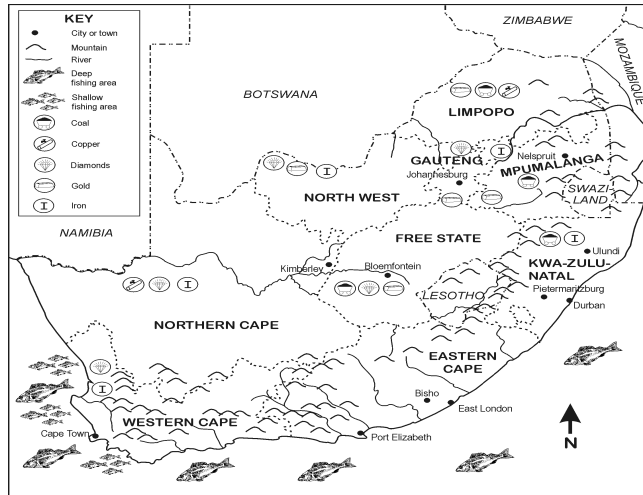 KEY
City or town
Mountain
River
Deep
fishing area
Shallow
fishing area
Coal
Copper
Diamonds
Gold
I
Iron
ZIMBABWE
MOZAMBIQUE
BOTSWANA
LIMPOPO
I
I
GAUTENG
Nelspruit
Johannesburg
MPUMALANGA
NORTH WEST
SWAZI
LAND
NAMIBIA
FREE STATE
I
Ulundi
Kimberley
Bloemfontein
KWA-ZULU-
NATAL
I
LESOTHO
Pietermaritzburg
Durban
NORTHERN CAPE
EASTERN
CAPE
I
Bisho
East London
WESTERN CAPE
Cape Town
Port Elizabeth
N